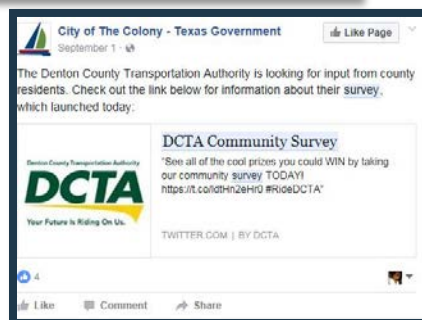 City of The Colony - Texas Government
Like Page
September 1
The Denton County Transportation Authority is looking for input from county
residents. Check out the link below for information about their survey,
which launched today:
Denton County Transportation Authority
DCTA
Your Future Is Riding On Us.
DCTA Community Survey
"See all of the cool prizes you could WIN by taking
our community survey TODAY!
#RideDCTA"
TWITTER.COM | BY DCTA
4
Like Comment Share